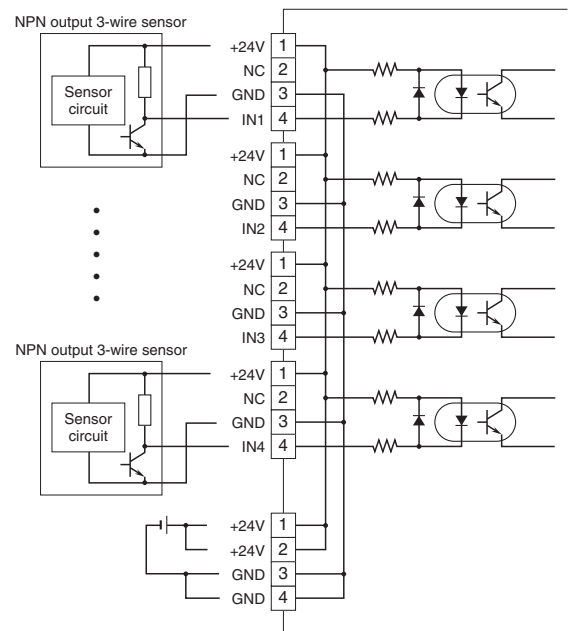 NPN output 3-wire sensor
Sensor
circuit
+24V 1
NC 2
GND 3
IN1 4
+24V 1
NC 2
GND 3
IN2 4
+24V 1
NC 2
GND 3
IN3 4
NPN output 3-wire sensor
Sensor
circuit
+24V 1
NC 2
GND 3
IN4 4
+24V 1
+24V 2
GND 3
GND 4